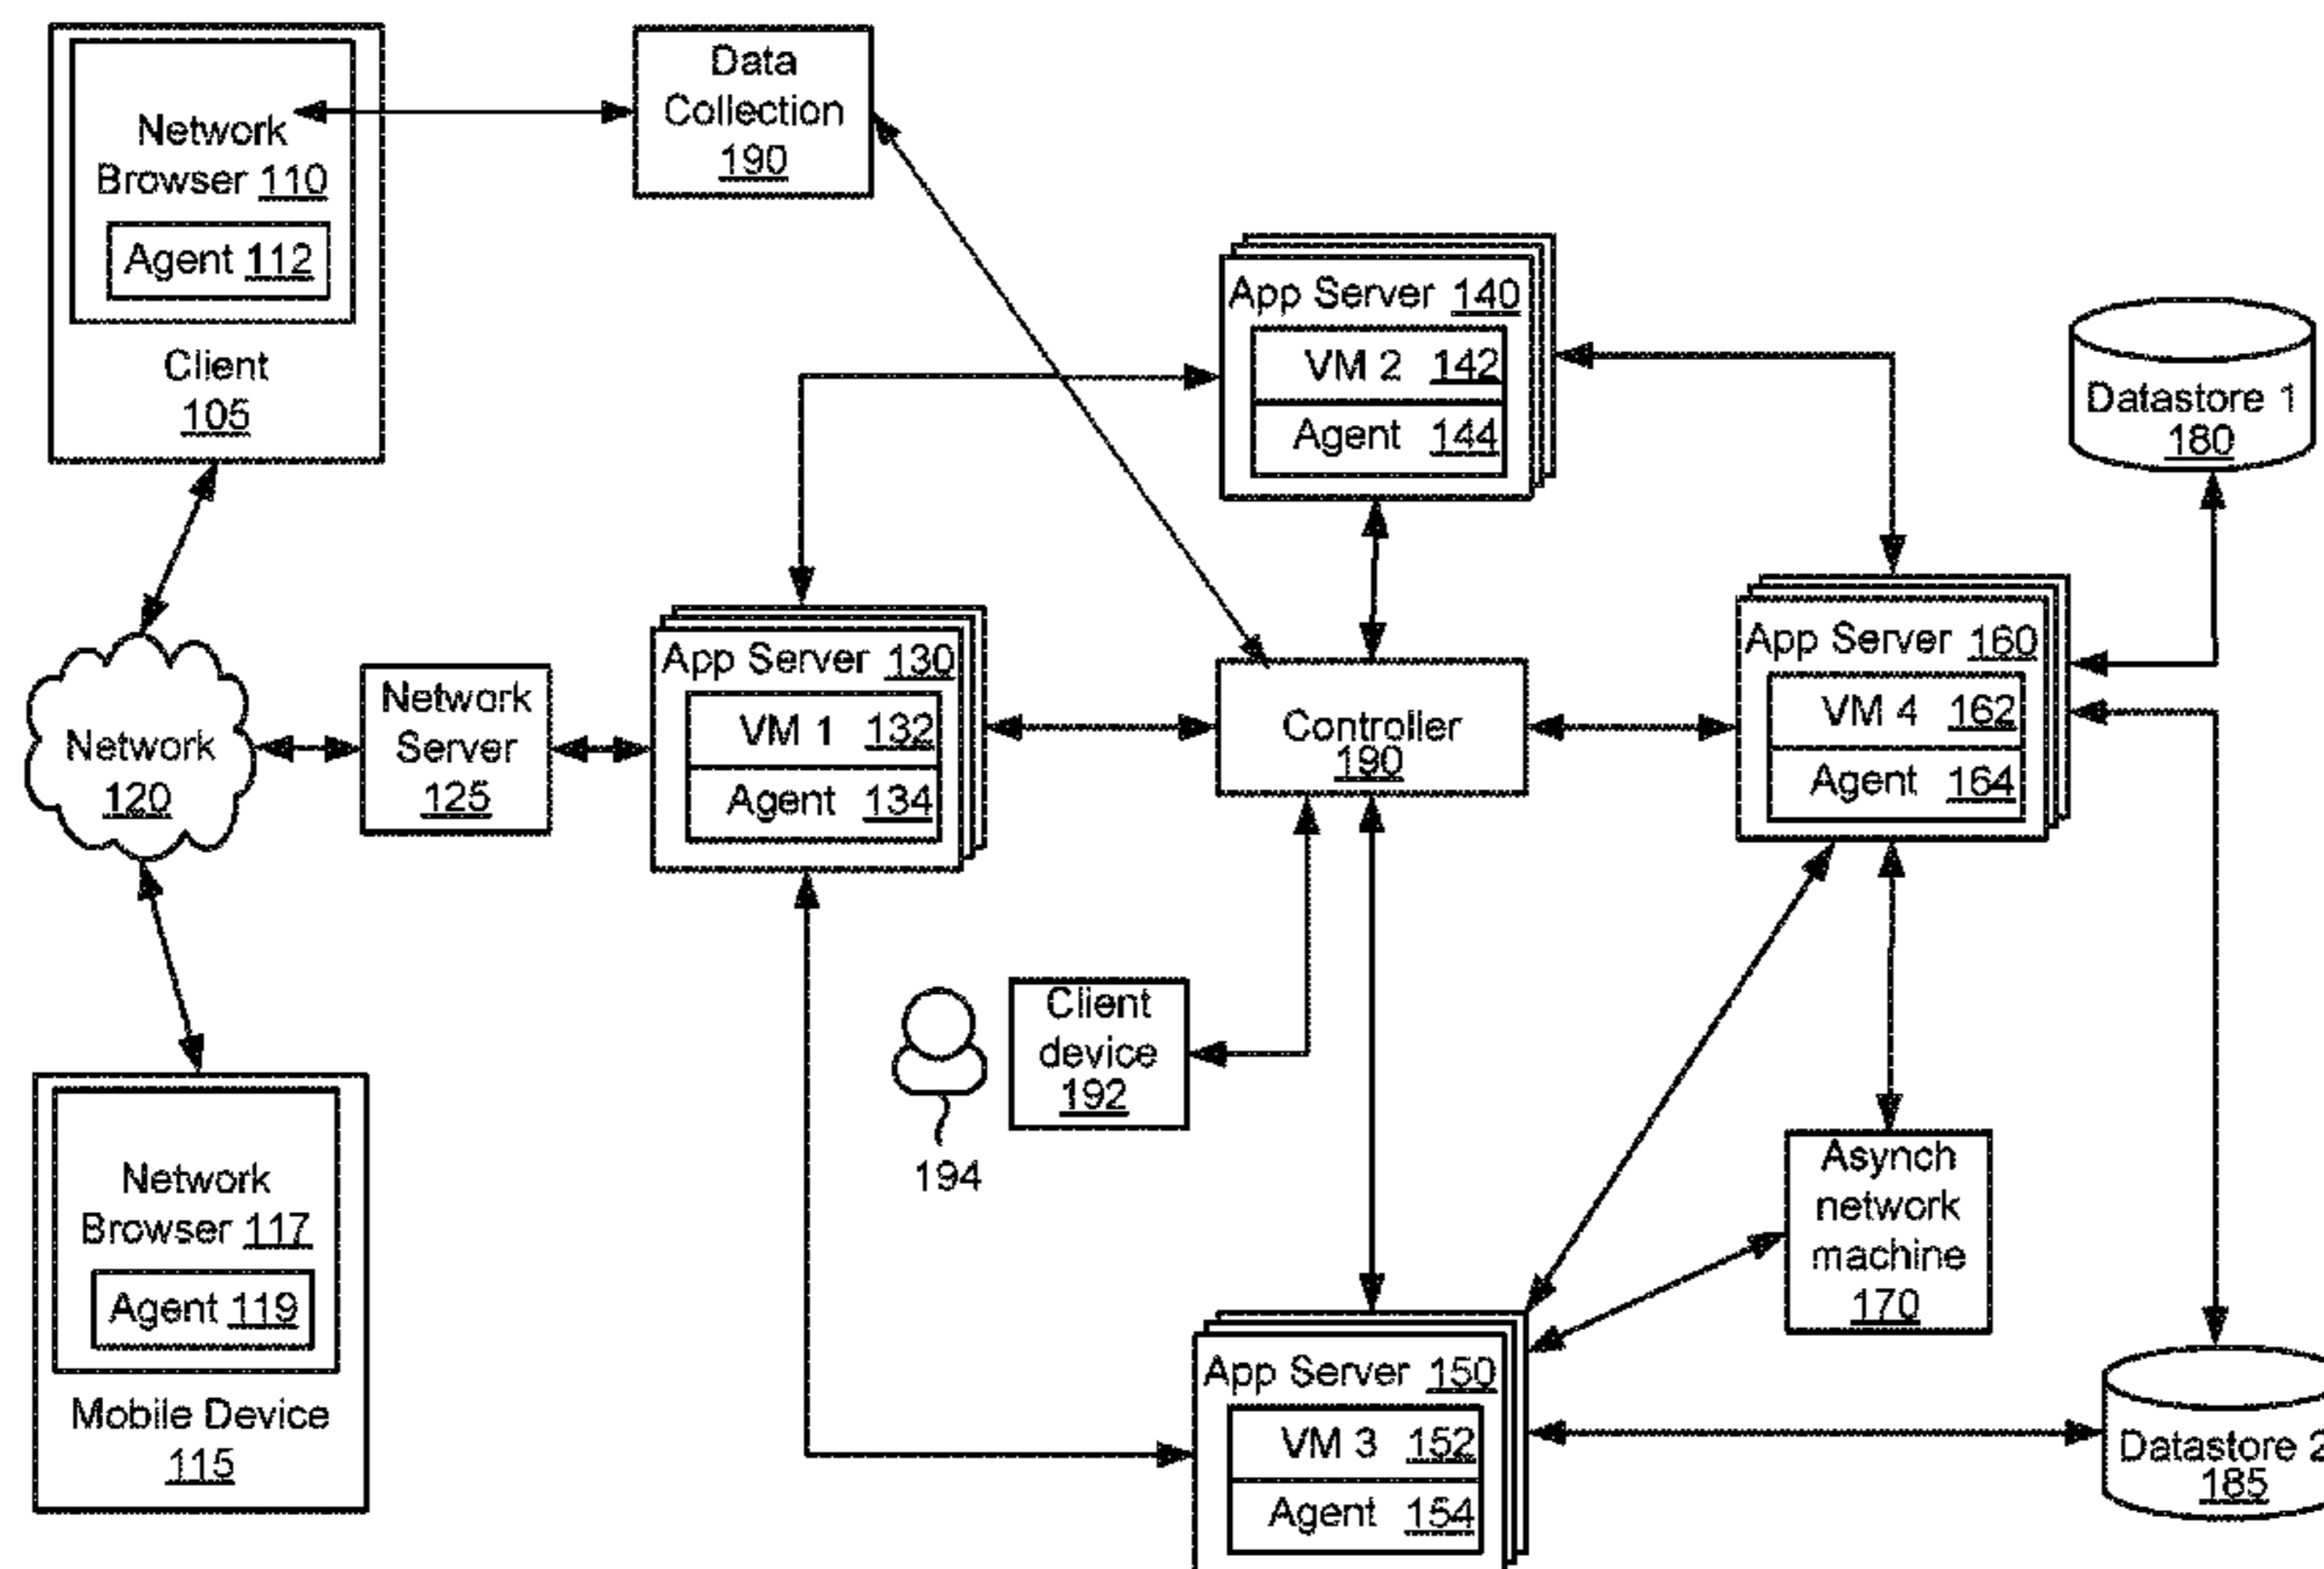 Network
Browser 110
Agent 112
Client
105
Data
Collection
190
App Server 140
VM 2 142
Agent 144
Datastore 1
180
Network
120
Network
Server
125
App Server 130
VM 1 132
Agent 134
Controller
190
App Server 160
VM 4 162
Agent 164
Client
device
192
194
Asynch
network
machine
170
Network
Browser 117
Agent 119
Mobile Device
115
App Server 150
VM 3 152
Agent 154
Datastore 2
185